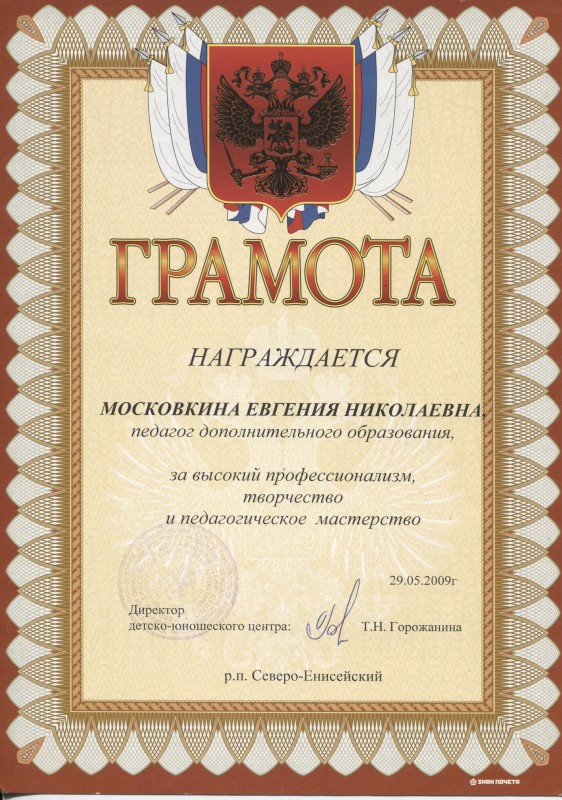 ГРАМОТА
НАГРАЖДАЕТСЯ
МОСКОВКИНА ЕВГЕНИЯ НИКОЛАЕВНА,
педагог дополнительного образования,
за высокий профессионализм,
творчество
и педагогическое мастерство
29.05.2009г
Директор
детско-юношеского центра:
Т.Н. Горожанина
р.п. Северо-Енисейский
ЗНАК ПОЧЕТА